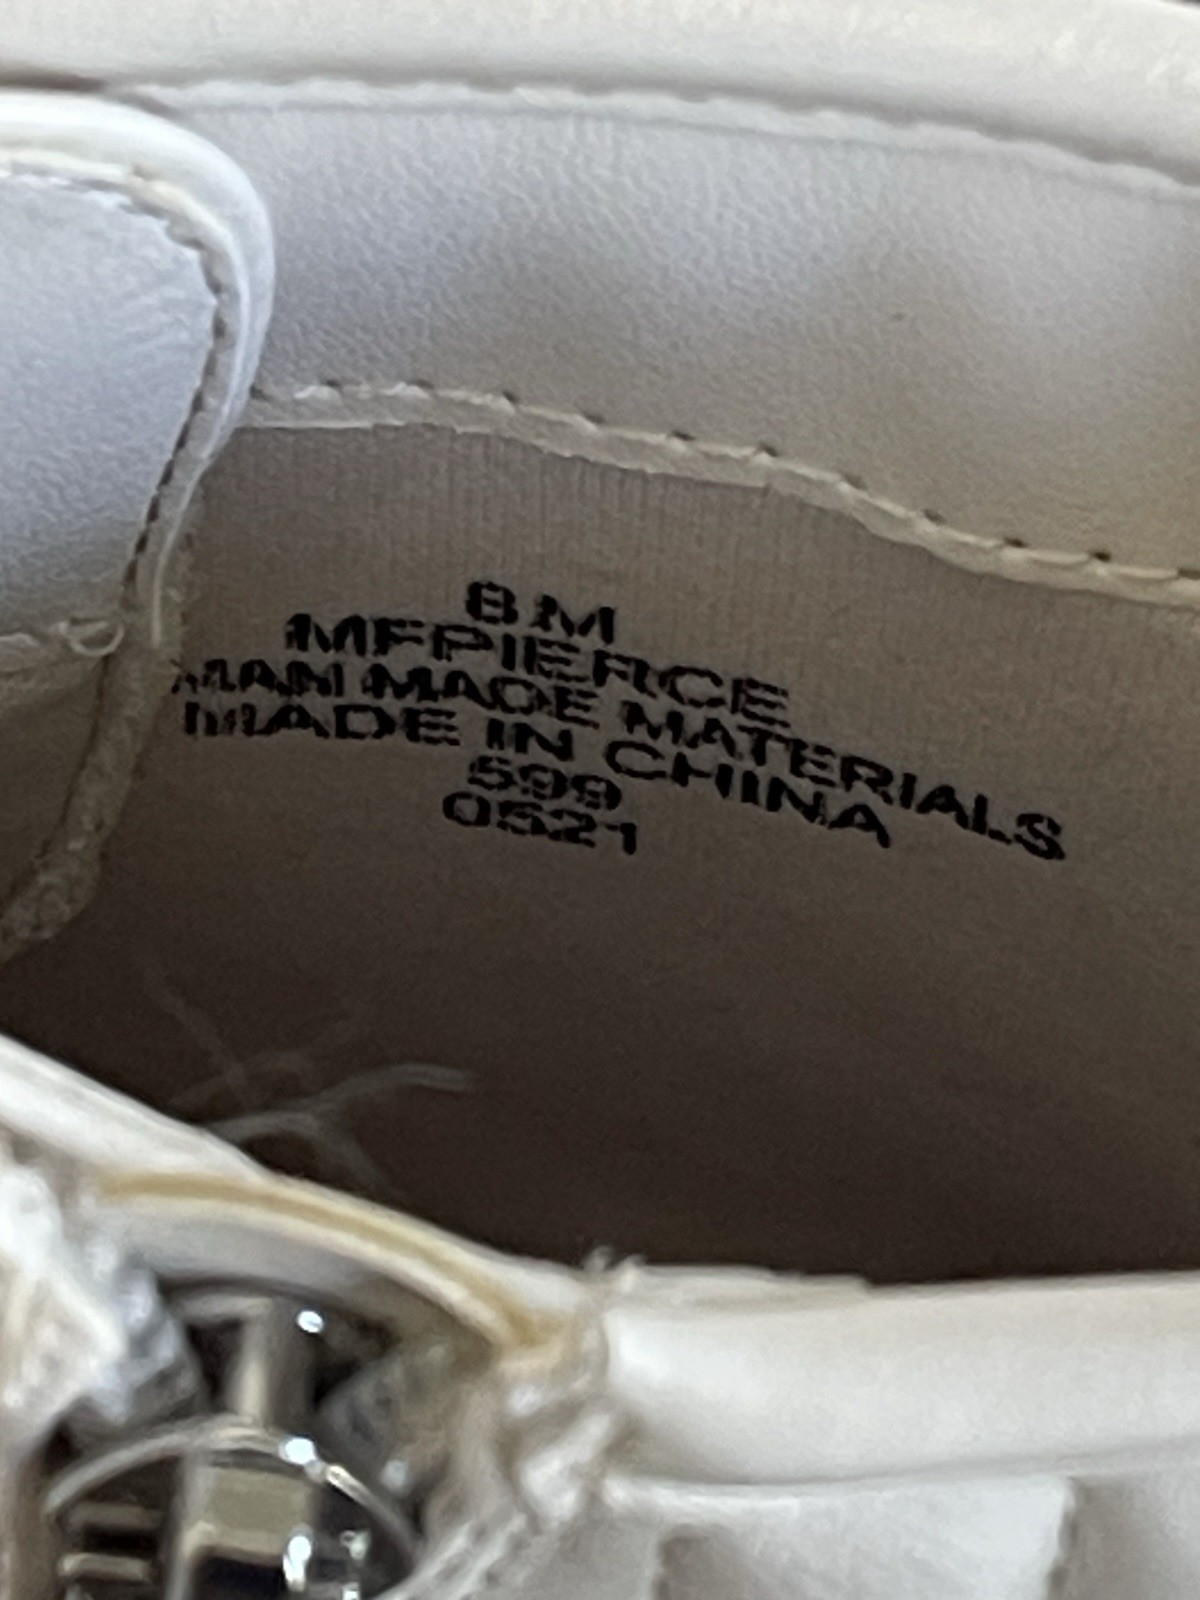 8 M
MFPIERCE
MAN MADE MATERIALS
MADE IN CHINA
599
0521